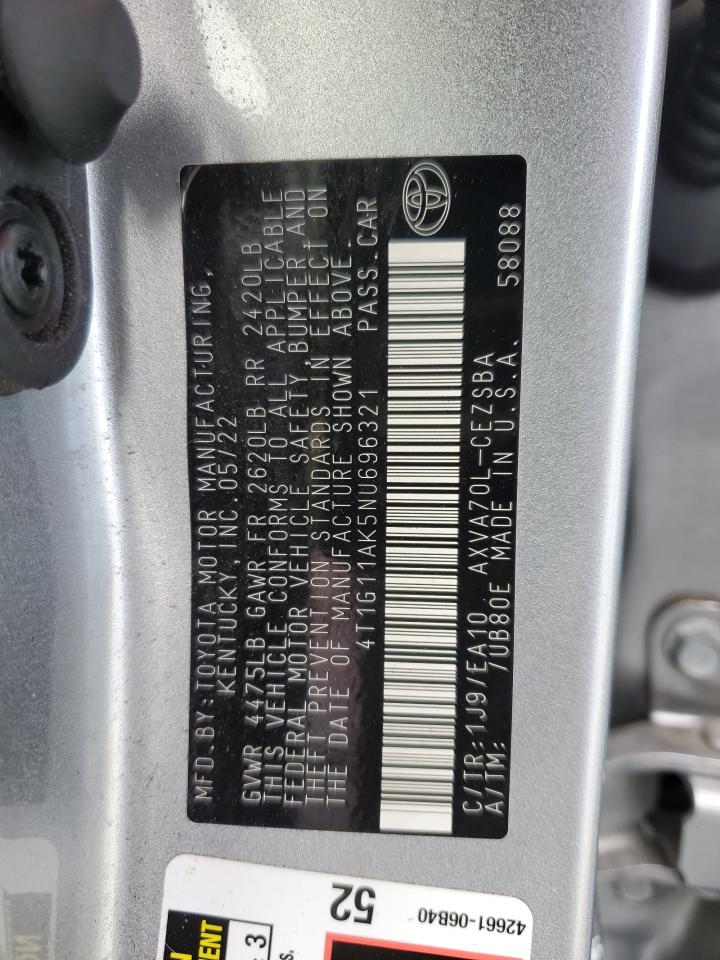 MFD.BY:TOYOTA MOTOR MANUFACTURING,
KENTUCKY, INC. 05/22
GVWR 4475LB GAWR FR 2620LB RR 2420LB
THIS VEHICLE CONFORMS TO ALL APPLICABLE
FEDERAL MOTOR VEHICLE SAFETY, BUMPER AND
THEFT PREVENTION STANDARDS IN EFFECT ON
THE DATE OF MANUFACTURE SHOWN ABOVE.
4T1G11AK5NU696321 PASS.CAR
C/TR:1J9/EA10 AXVA70L-CEZSBA
A/TM: /UB80E MADE IN U.S.A. 58088
52
42661-06B40
3